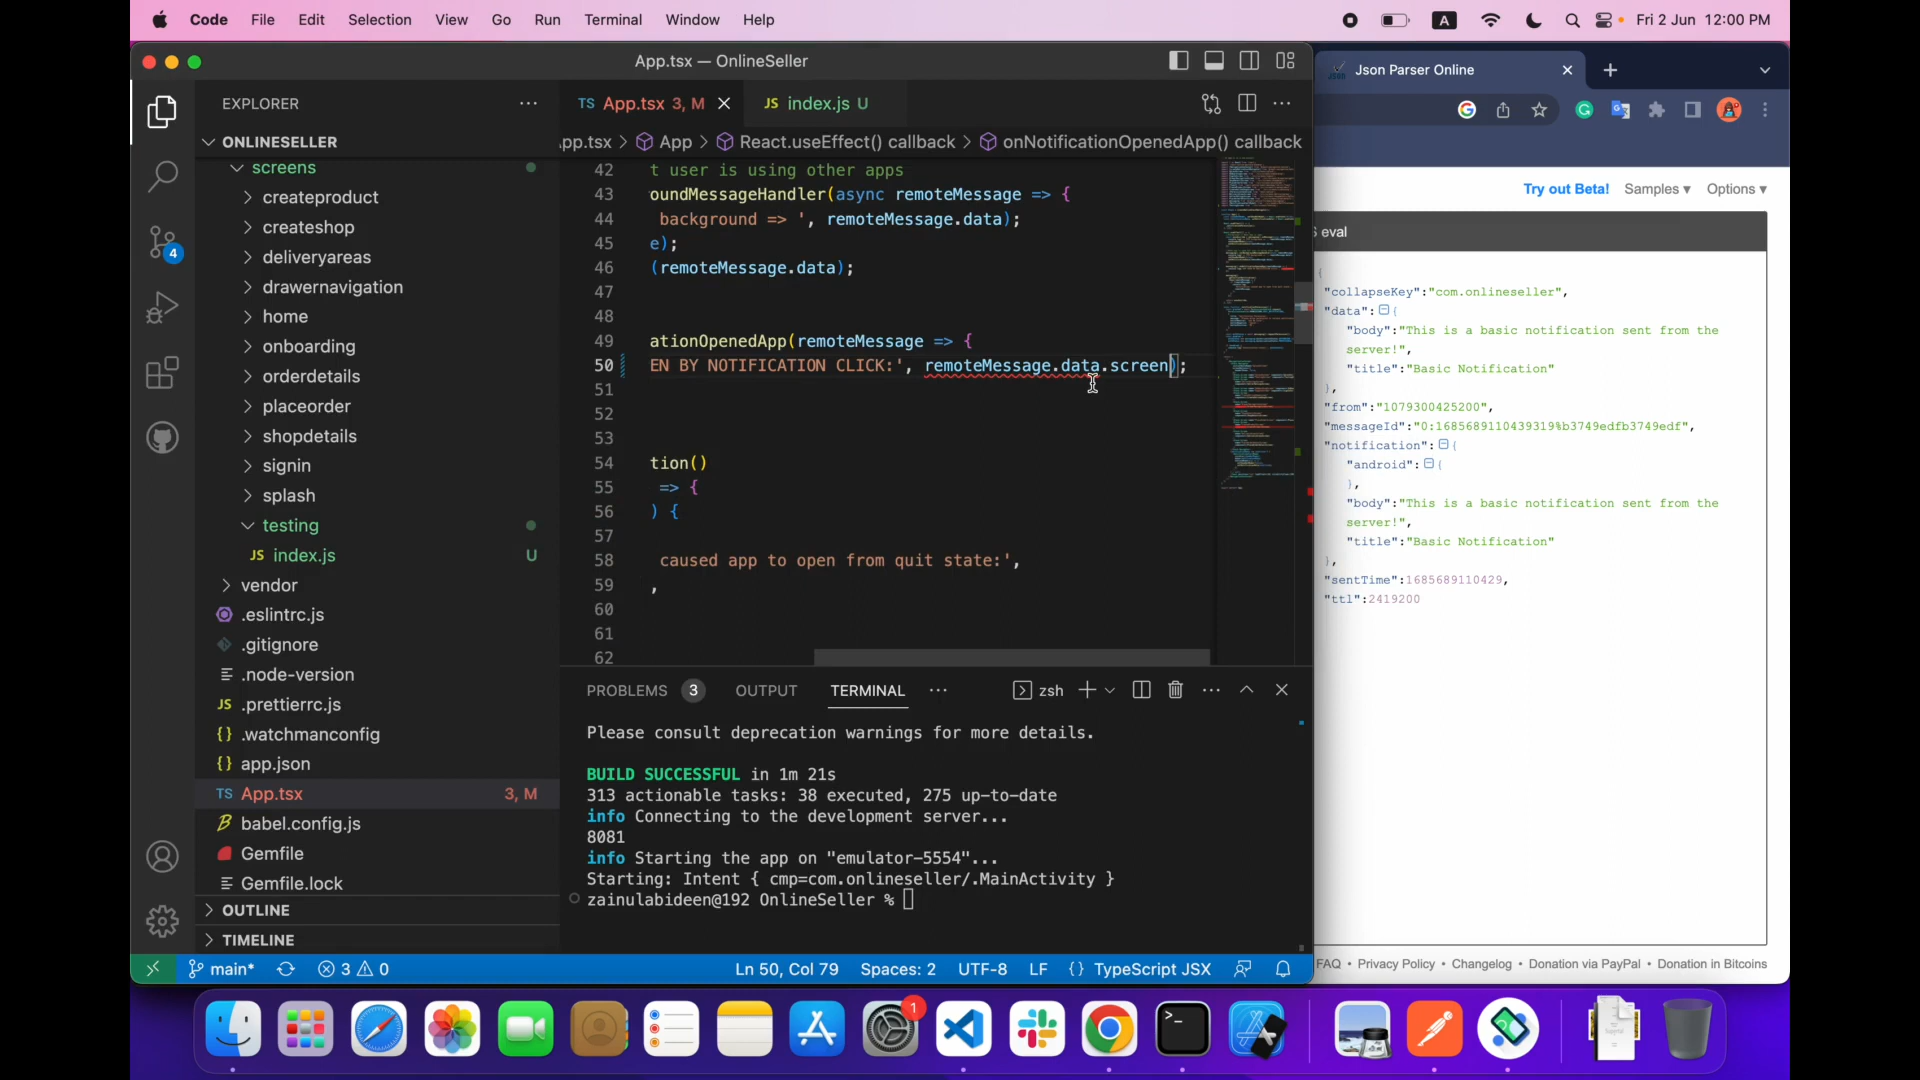 Code File Edit Selection View Go Run Terminal Window Help
A
Fri 2 Jun 12:00 PM
App.tsx — OnlineSeller
Json Parser Online
EXPLORER
TS App.tsx 3, M
JS index.js U
ONLINESELLER
pp.tsx > App > React.useEffect() callback > onNotificationOpenedApp() callback
screens
createproduct
createshop
deliveryareas
drawernavigation
home
onboarding
orderdetails
placeorder
shopdetails
signin
splash
testing
JS index.js U
vendor
.eslintrc.js
.gitignore
.node-version
JS .prettierrc.js
{} .watchmanconfig
{} app.json
TS App.tsx 3, M
babel.config.js
Gemfile
Gemfile.lock
OUTLINE
TIMELINE
4
42 t user is using other apps
43 oundMessageHandler(async remoteMessage => {
44 background => ', remoteMessage.data);
45 e);
46 (remoteMessage.data);
47
48
49 ationOpenedApp(remoteMessage => {
50 EN BY NOTIFICATION CLICK:', remoteMessage.data.screen);
51
52
53
54 tion()
55 => {
56 ) {
57
58 caused app to open from quit state:',
59 ,
60
61
62
PROBLEMS 3 OUTPUT TERMINAL
zsh
Please consult deprecation warnings for more details.
BUILD SUCCESSFUL in 1m 21s
313 actionable tasks: 38 executed, 275 up-to-date
info Connecting to the development server...
8081
info Starting the app on "emulator-5554"...
Starting: Intent { cmp=com.onlineseller/.MainActivity }
zainulabideen@192 OnlineSeller %
main* 3 0
Ln 50, Col 79 Spaces: 2 UTF-8 LF {} TypeScript JSX
Try out Beta! Samples Options
eval
{
"collapseKey":"com.onlineseller",
"data":{
"body":"This is a basic notification sent from the
server!",
"title":"Basic Notification"
},
"from":"1079300425200",
"messageId":"0:1685689110439319%b3749edfb3749edf",
"notification":{
"android":{
},
"body":"This is a basic notification sent from the
server!",
"title":"Basic Notification"
},
"sentTime":1685689110429,
"ttl":2419200
FAQ • Privacy Policy • Changelog • Donation via PayPal • Donation in Bitcoins
1